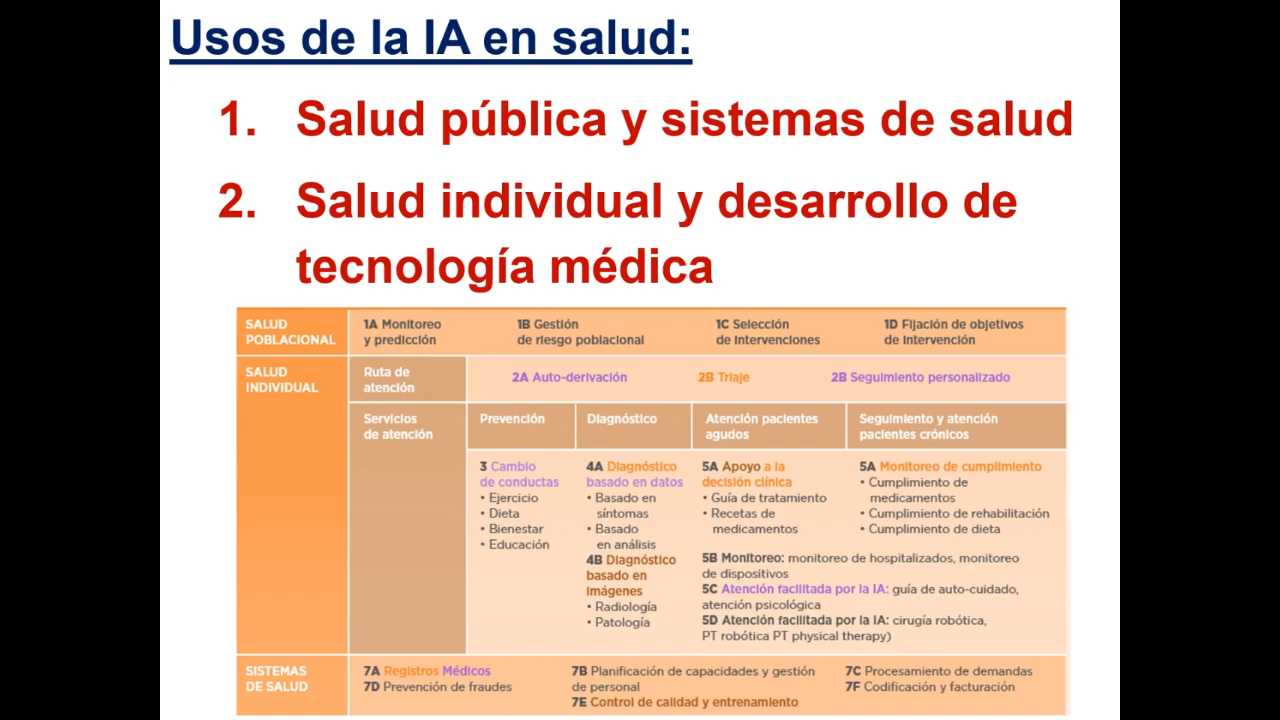 Usos de la IA en salud:
1. Salud pública y sistemas de salud
2. Salud individual y desarrollo de
tecnología médica
SALUD
POBLACIONAL
1A Monitoreo
y predicción
1B Gestión
de riesgo poblacional
1C Selección
de Intervenciones
1D Fijación de objetivos
de Intervención
SALUD
INDIVIDUAL
Ruta de
atención
2A Auto-derivación
2B Triaje
2B Seguimiento personalizado
Servicios
de atención
Prevención
Diagnóstico
Atención pacientes
agudos
Seguimiento y atención
pacientes crónicos
3 Cambio
de conductas
• Ejercicio
• Dieta
• Bienestar
• Educación
4A Diagnóstico
basado en datos
• Basado en
síntomas
• Basado
en análisis
4B Diagnóstico
basado en
imágenes
• Radiología
• Patología
5A Apoyo a la
decisión clínica
• Guía de tratamiento
• Recetas de
medicamentos
5A Monitoreo de cumplimiento
• Cumplimiento de
medicamentos
• Cumplimiento de rehabilitación
• Cumplimiento de dieta
5B Monitoreo: monitoreo de hospitalizados, monitoreo
de dispositivos
5C Atención facilitada por la IA: guía de auto-cuidado,
atención psicológica
5D Atención facilitada por la IA: cirugía robótica,
PT robótica PT physical therapy)
SISTEMAS
DE SALUD
7A Registros Médicos
7D Prevención de fraudes
7B Planificación de capacidades y gestión
de personal
7E Control de calidad y entrenamiento
7C Procesamiento de demandas
7F Codificación y facturación